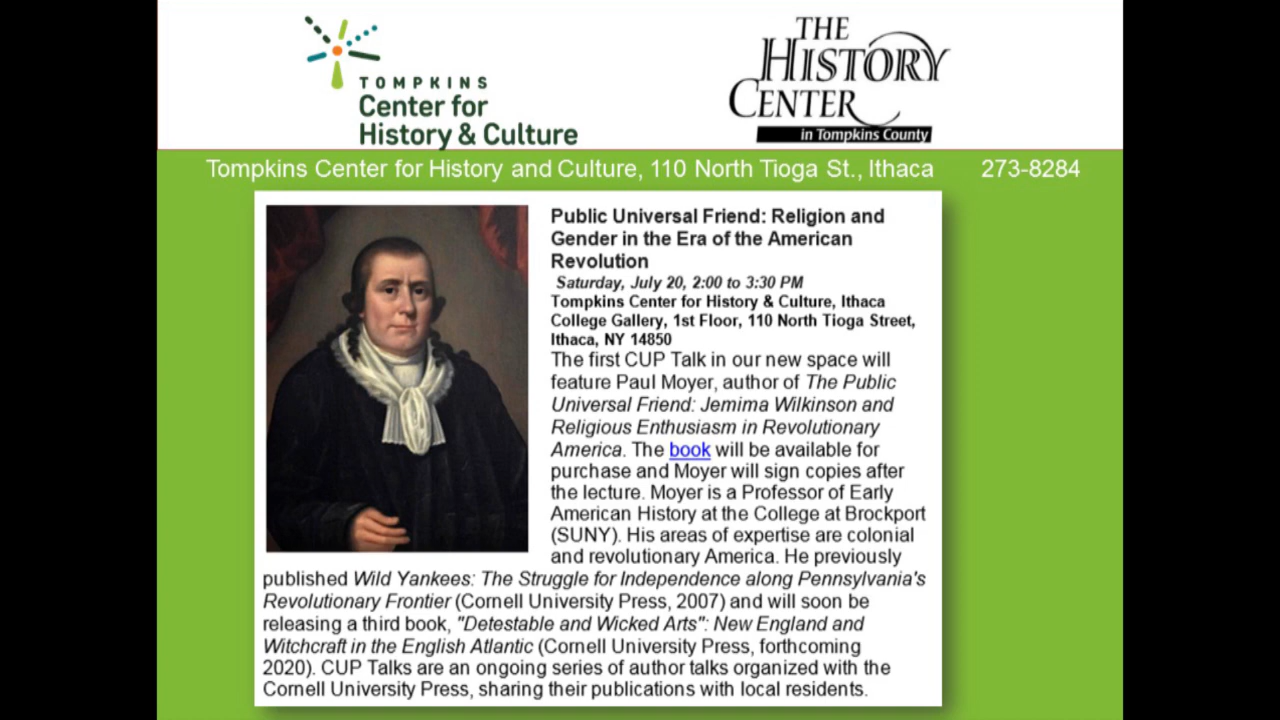 TOMPKINS
Center for
History & Culture
THE
HISTORY
CENTER
in Tompkins County
Tompkins Center for History and Culture, 110 North Tioga St., Ithaca 273-8284
Public Universal Friend: Religion and
Gender in the Era of the American
Revolution
Saturday, July 20, 2:00 to 3:30 PM
Tompkins Center for History & Culture, Ithaca
College Gallery, 1st Floor, 110 North Tioga Street,
Ithaca, NY 14850
The first CUP Talk in our new space will
feature Paul Moyer, author of The Public
Universal Friend: Jemima Wilkinson and
Religious Enthusiasm in Revolutionary
America. The book will be available for
purchase and Moyer will sign copies after
the lecture. Moyer is a Professor of Early
American History at the College at Brockport
(SUNY). His areas of expertise are colonial
and revolutionary America. He previously
published Wild Yankees: The Struggle for Independence along Pennsylvania's
Revolutionary Frontier (Cornell University Press, 2007) and will soon be
releasing a third book, "Detestable and Wicked Arts": New England and
Witchcraft in the English Atlantic (Cornell University Press, forthcoming
2020). CUP Talks are an ongoing series of author talks organized with the
Cornell University Press, sharing their publications with local residents.